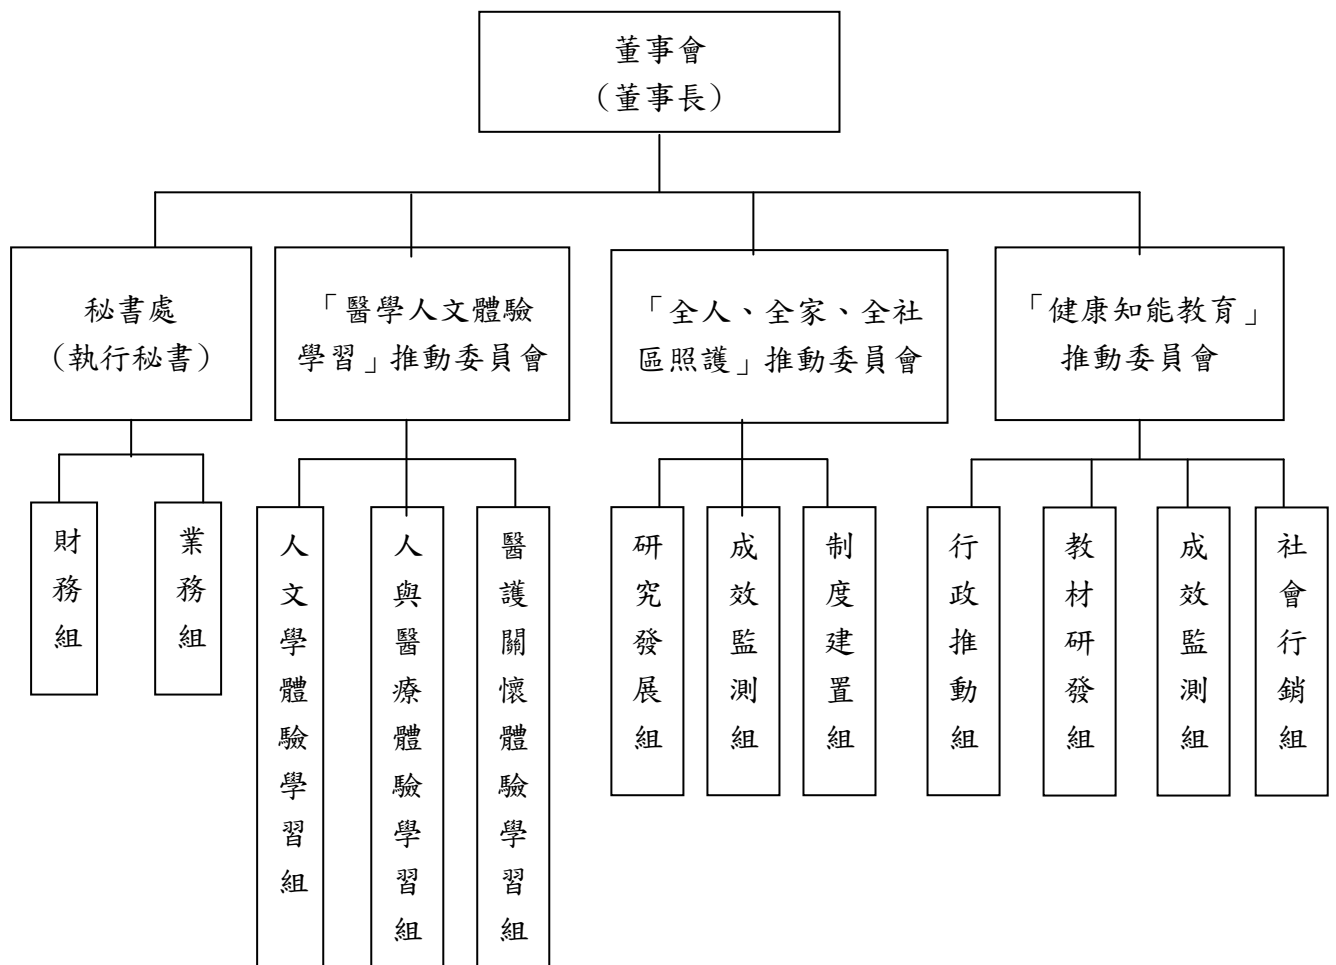 董事會
（董事長）
秘書處
（執行秘書）
「醫學人文體驗
學習」推動委員會
「全人、全家、全社
區照護」推動委員會
「健康知能教育」
推動委員會
財務組
業務組
人文學體驗學習組
人與醫療體驗學習組
醫護關懷體驗學習組
研究發展組
成效監測組
制度建置組
行政推動組
教材研發組
成效監測組
社會行銷組